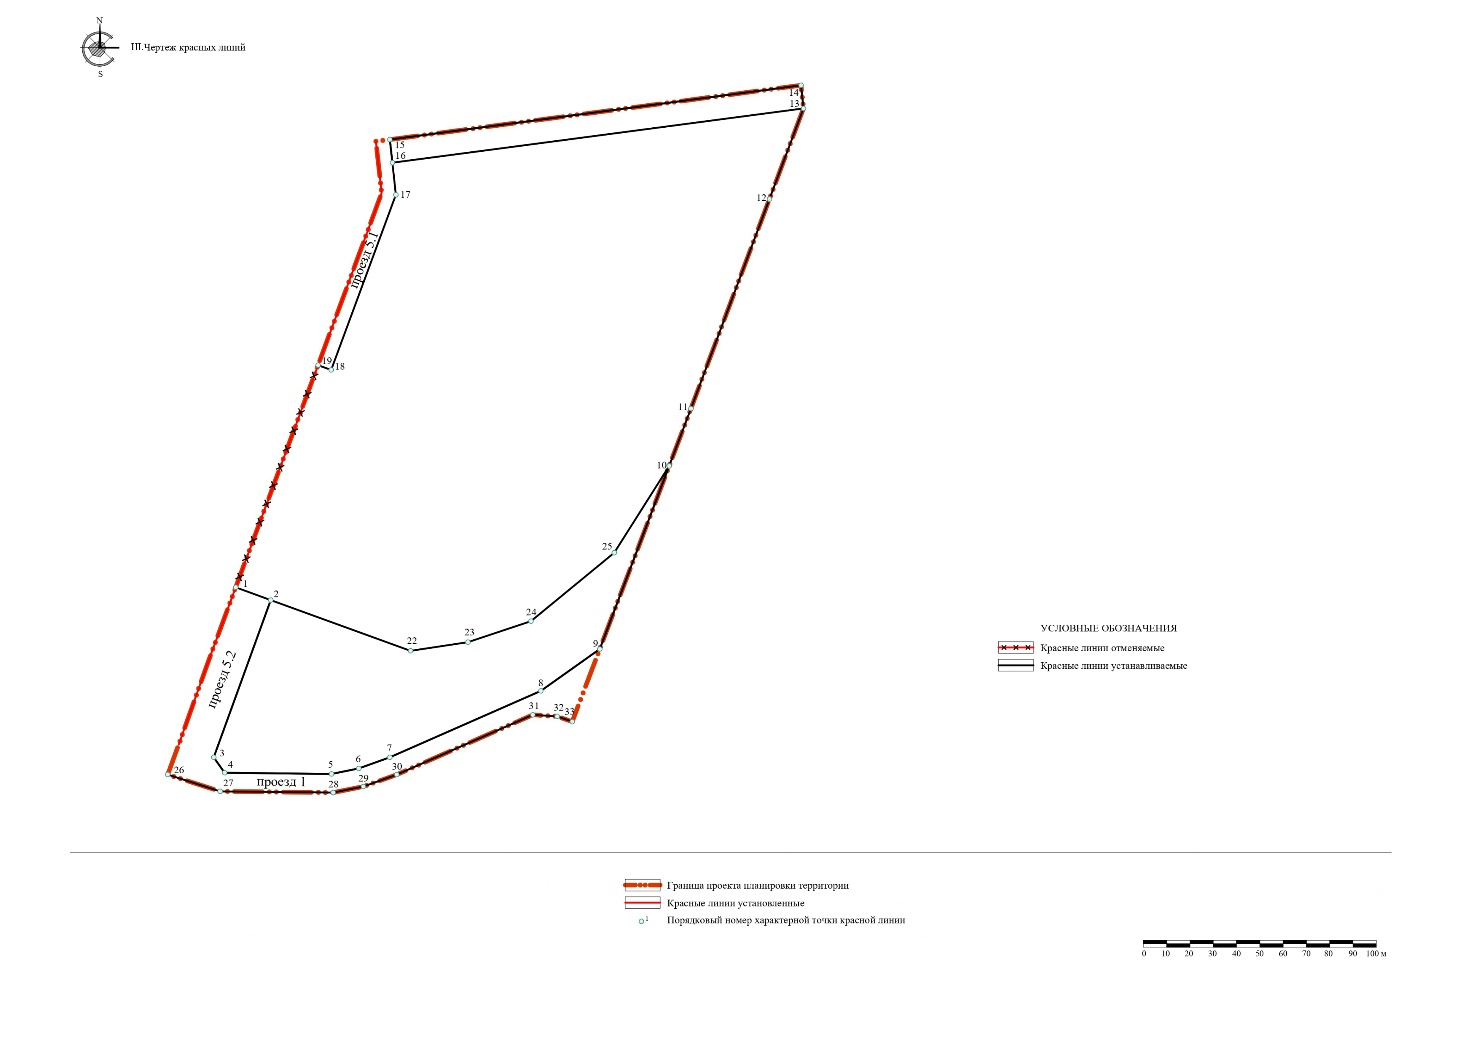 N
III.Чертеж красных линий
S
14
13
15
16
17
12
проезд 5.1
19
18
11
10
25
1
2
24
23
22
9
проезд 5.2
8
31
32
33
7
3
6
4
5
26
30
29
27
проезд 1
28
УСЛОВНЫЕ ОБОЗНАЧЕНИЯ
Красные линии отменяемые
Красные линии устанавливаемые
Граница проекта планировки территории
Красные линии установленные
1 Порядковый номер характерной точки красной линии
0 10 20 30 40 50 60 70 80 90 100 м